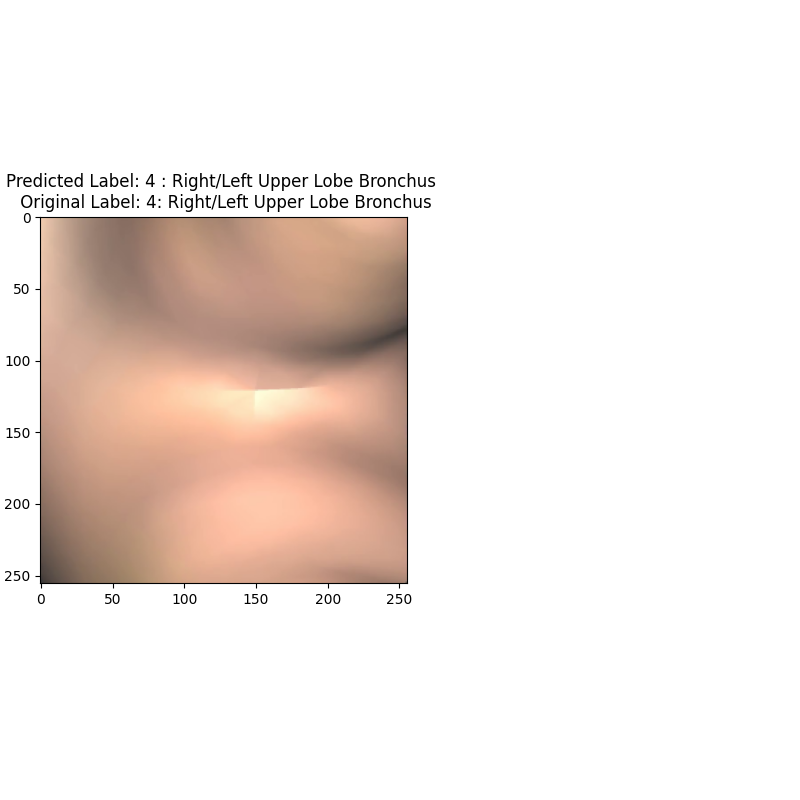 Predicted Label: 4 : Right/Left Upper Lobe Bronchus
Original Label: 4: Right/Left Upper Lobe Bronchus
0
50
100
150
200
250
0 50 100 150 200 250